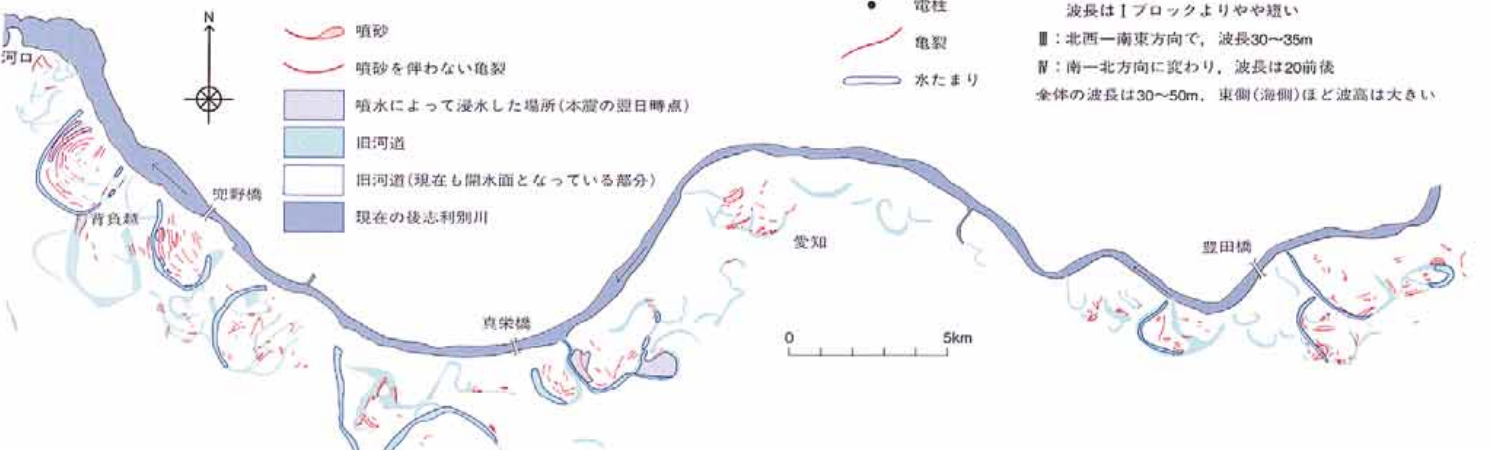 N
噴砂
噴砂を伴わない亀裂
噴水によって浸水した場所(本震の翌日時点)
旧河道
旧河道(現在も開水面となっている部分)
現在の後志利別川
電柱
亀裂
水たまり
波長はⅠブロックよりやや短い
Ⅲ：北西―南東方向で，波長30～35m
Ⅳ：南―北方向に変わり，波長は20前後
全体の波長は30～50m，東側(海側)ほど波高は大きい
河口
兜野橋
背負越
真栄橋
愛知
豊田橋
0
5km